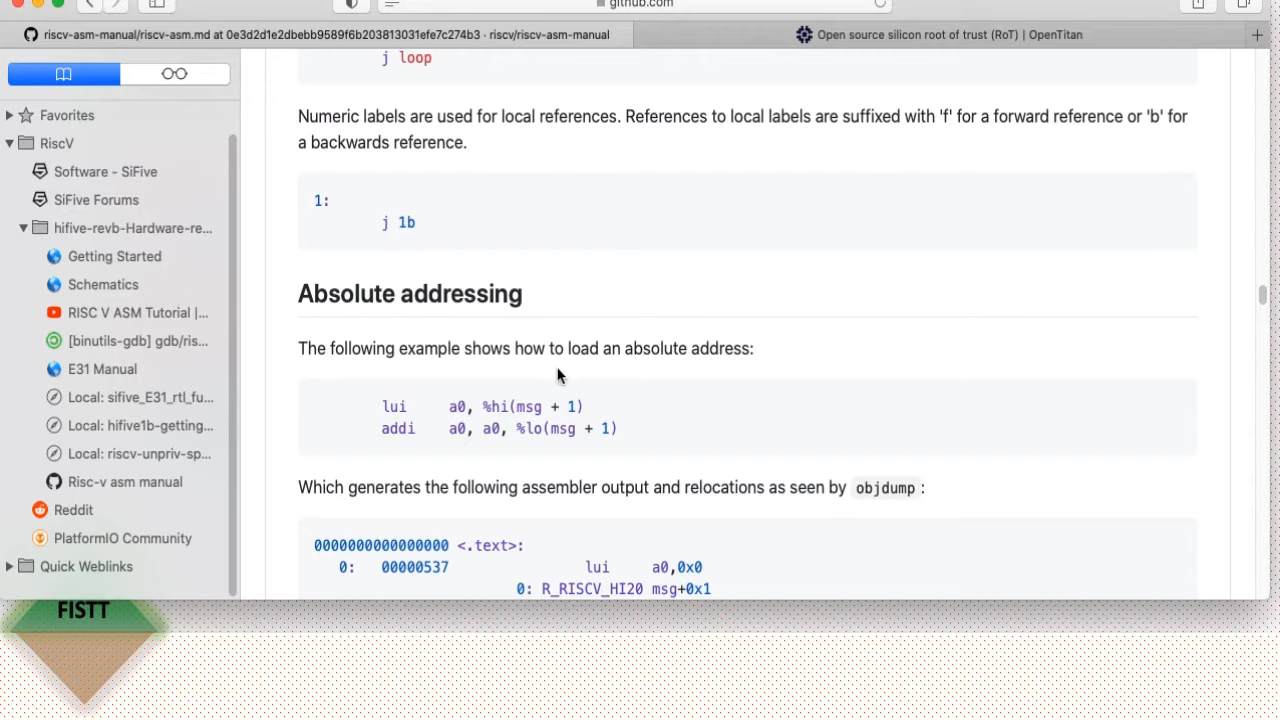 github.com
riscv-asm-manual/riscv-asm.md at 0e3d2d1e2dbebb9589f6b203813031efe7c274b3 · riscv/riscv-asm-manual
Open source silicon root of trust (RoT) | OpenTitan
Favorites
RiscV
Software - SiFive
SiFive Forums
hifive-revb-Hardware-re...
Getting Started
Schematics
RISC V ASM Tutorial |...
[binutils-gdb] gdb/ris...
E31 Manual
Local: sifive_E31_rtl_fu...
Local: hifive1b-getting...
Local: riscv-unpriv-sp...
Risc-v asm manual
Reddit
PlatformIO Community
Quick Weblinks
j loop
Numeric labels are used for local references. References to local labels are suffixed with 'f' for a forward reference or 'b' for
a backwards reference.
1:
j 1b
Absolute addressing
The following example shows how to load an absolute address:
lui a0, %hi(msg + 1)
addi a0, a0, %lo(msg + 1)
Which generates the following assembler output and relocations as seen by objdump :
0000000000000000 <.text>:
0: 00000537 lui a0,0x0
0: R_RISCV_HI20 msg+0x1
FISTT